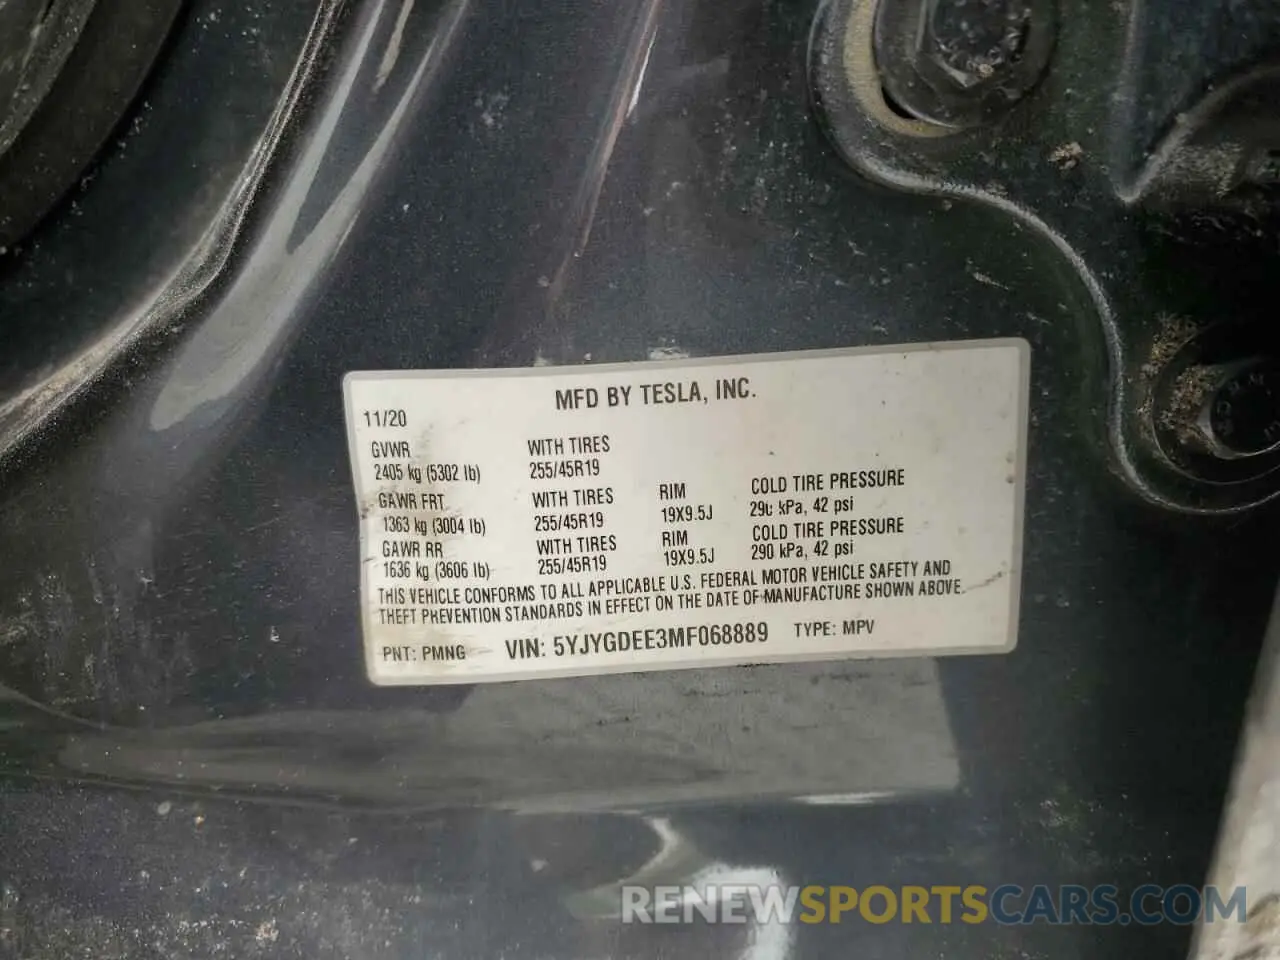 MFD BY TESLA, INC.
11/20
GVWR WITH TIRES
2405 kg (5302 lb) 255/45R19
GAWR FRT WITH TIRES RIM COLD TIRE PRESSURE
1363 kg (3004 lb) 255/45R19 19X9.5J 290 kPa, 42 psi
GAWR RR WITH TIRES RIM COLD TIRE PRESSURE
1636 kg (3606 lb) 255/45R19 19X9.5J 290 kPa, 42 psi
THIS VEHICLE CONFORMS TO ALL APPLICABLE U.S. FEDERAL MOTOR VEHICLE SAFETY AND
THEFT PREVENTION STANDARDS IN EFFECT ON THE DATE OF MANUFACTURE SHOWN ABOVE.
PNT: PMNG VIN: 5YJYGDEE3MF068889 TYPE: MPV
RENEWSPORTSCARS.COM